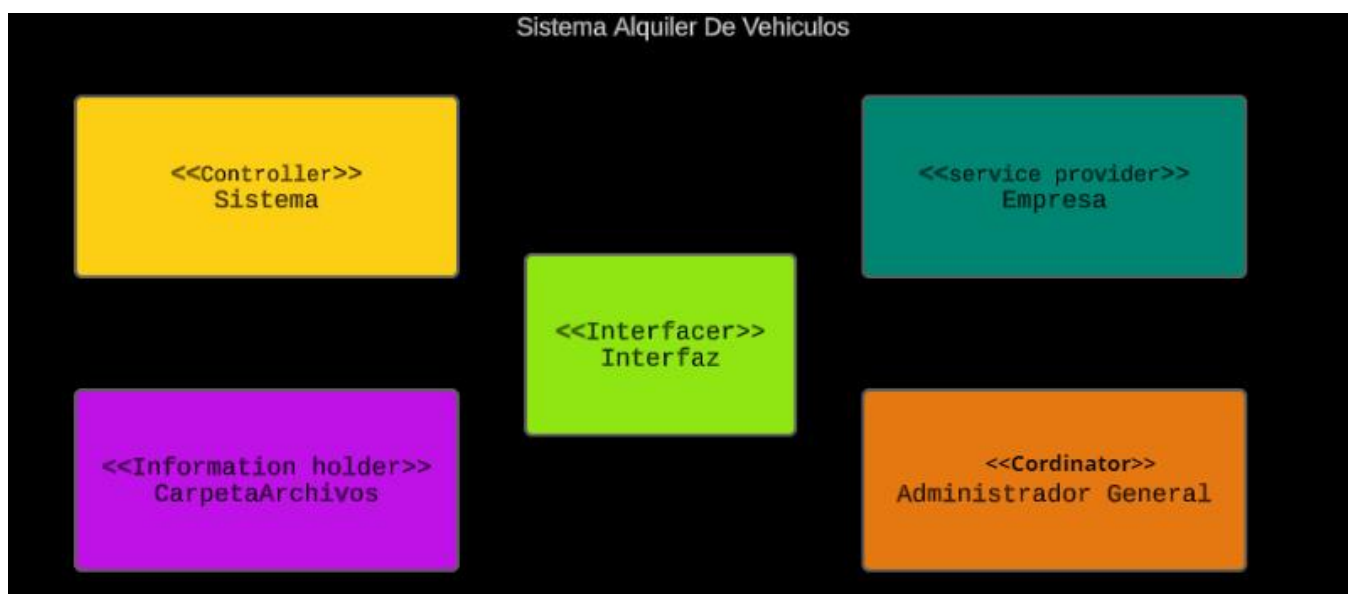 Sistema Alquiler De Vehiculos
<<Controller>>
Sistema
<<service provider>>
Empresa
<<Interfacer>>
Interfaz
<<Information holder>>
CarpetaArchivos
<<Cordinator>>
Administrador General